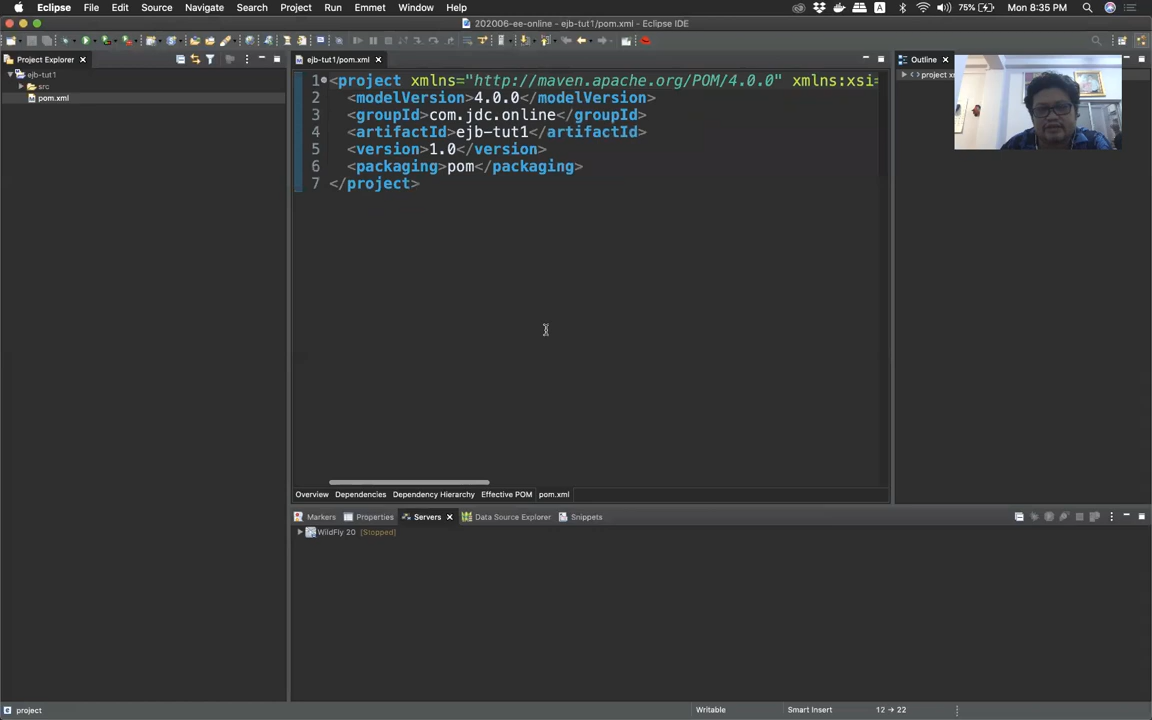 Eclipse File Edit Source Navigate Search Project Run Emmet Window Help 75% Mon 8:35 PM
202006-ee-online - ejb-tut1/pom.xml - Eclipse IDE
Project Explorer
ejb-tut1/pom.xml
Outline
ejb-tut1
src
pom.xml
1 <project xmlns="http://maven.apache.org/POM/4.0.0" xmlns:xsi=
2 <modelVersion>4.0.0</modelVersion>
3 <groupId>com.jdc.online</groupId>
4 <artifactId>ejb-tut1</artifactId>
5 <version>1.0</version>
6 <packaging>pom</packaging>
7 </project>
project
Overview Dependencies Dependency Hierarchy Effective POM pom.xml
Markers Properties Servers Data Source Explorer Snippets
WildFly 20 [Stopped]
project Writable Smart Insert 12 → 22